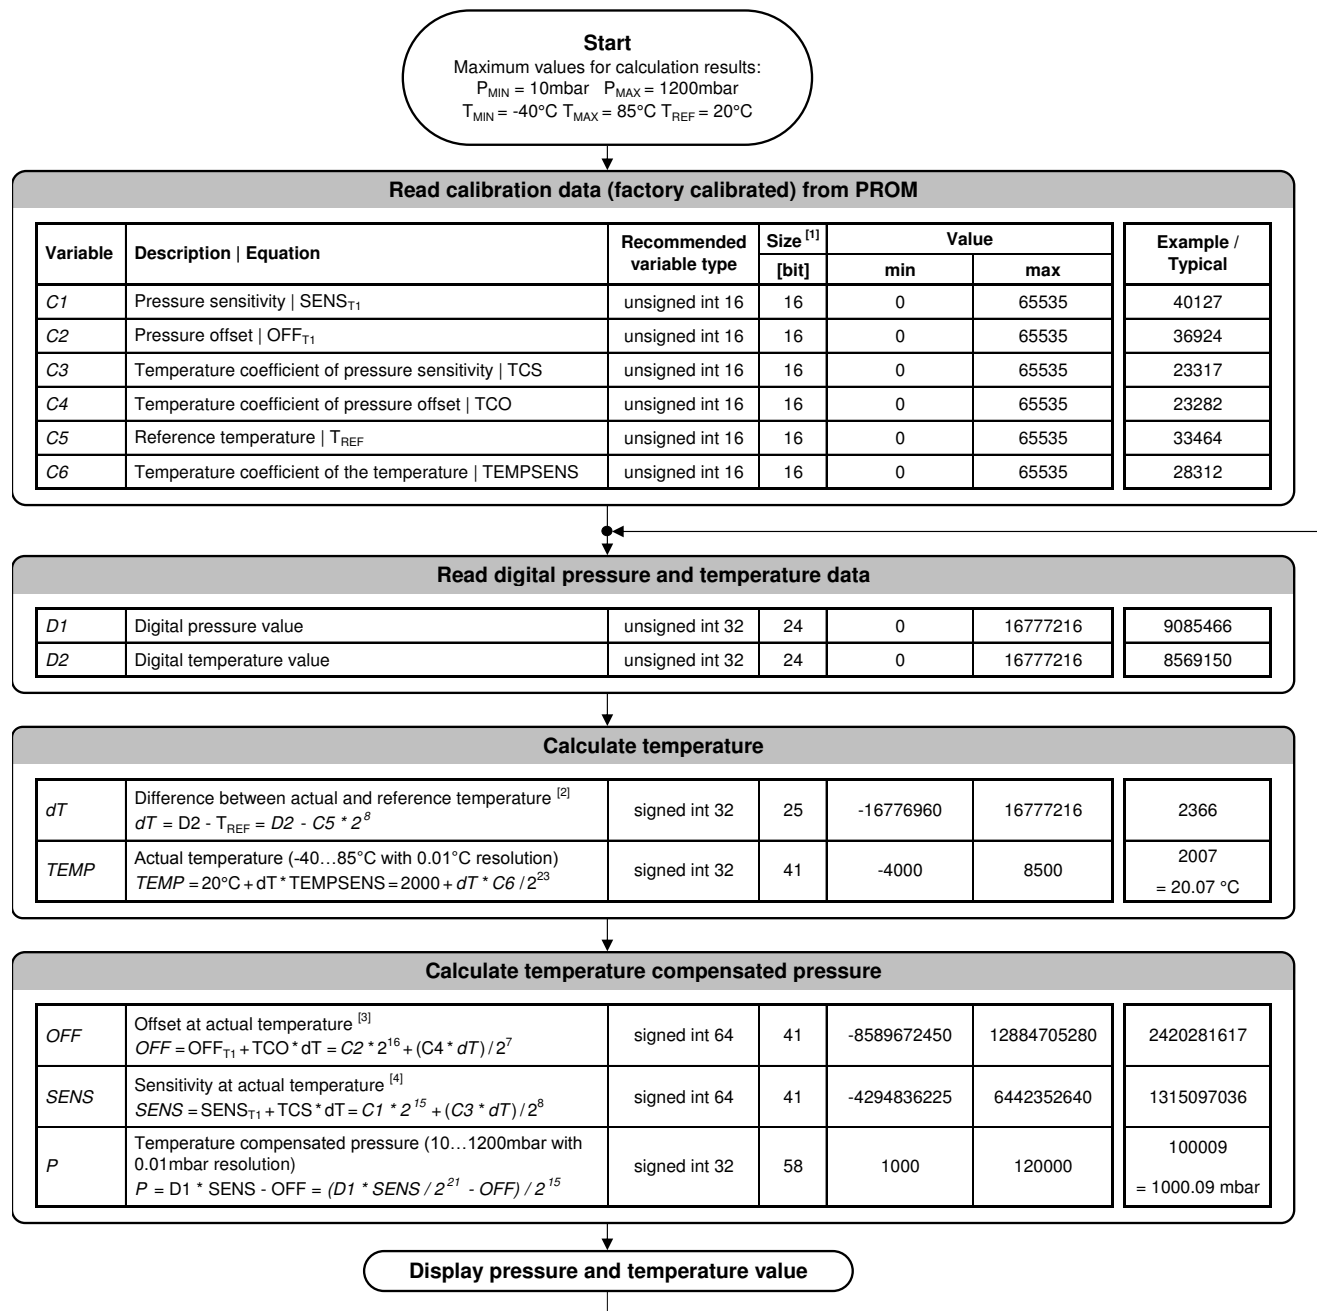 Start
Maximum values for calculation results:
P_MIN = 10mbar P_MAX = 1200mbar
T_MIN = -40°C T_MAX = 85°C T_REF = 20°C
Read calibration data (factory calibrated) from PROM
Variable Description | Equation Recommended variable type Size [1] [bit] Value min max Example / Typical
C1 Pressure sensitivity | SENS_T1 unsigned int 16 16 0 65535 40127
C2 Pressure offset | OFF_T1 unsigned int 16 16 0 65535 36924
C3 Temperature coefficient of pressure sensitivity | TCS unsigned int 16 16 0 65535 23317
C4 Temperature coefficient of pressure offset | TCO unsigned int 16 16 0 65535 23282
C5 Reference temperature | T_REF unsigned int 16 16 0 65535 33464
C6 Temperature coefficient of the temperature | TEMPSENS unsigned int 16 16 0 65535 28312
Read digital pressure and temperature data
D1 Digital pressure value unsigned int 32 24 0 16777216 9085466
D2 Digital temperature value unsigned int 32 24 0 16777216 8569150
Calculate temperature
dT Difference between actual and reference temperature [2]
dT = D2 - T_REF = D2 - C5 * 2^8 signed int 32 25 -16776960 16777216 2366
TEMP Actual temperature (-40…85°C with 0.01°C resolution)
TEMP = 20°C + dT * TEMPSENS = 2000 + dT * C6 / 2^23 signed int 32 41 -4000 8500 2007
= 20.07 °C
Calculate temperature compensated pressure
OFF Offset at actual temperature [3]
OFF = OFF_T1 + TCO * dT = C2 * 2^16 + (C4 * dT) / 2^7 signed int 64 41 -8589672450 12884705280 2420281617
SENS Sensitivity at actual temperature [4]
SENS = SENS_T1 + TCS * dT = C1 * 2^15 + (C3 * dT) / 2^8 signed int 64 41 -4294836225 6442352640 1315097036
P Temperature compensated pressure (10…1200mbar with
0.01mbar resolution)
P = D1 * SENS - OFF = (D1 * SENS / 2^21 - OFF) / 2^15 signed int 32 58 1000 120000 100009
= 1000.09 mbar
Display pressure and temperature value